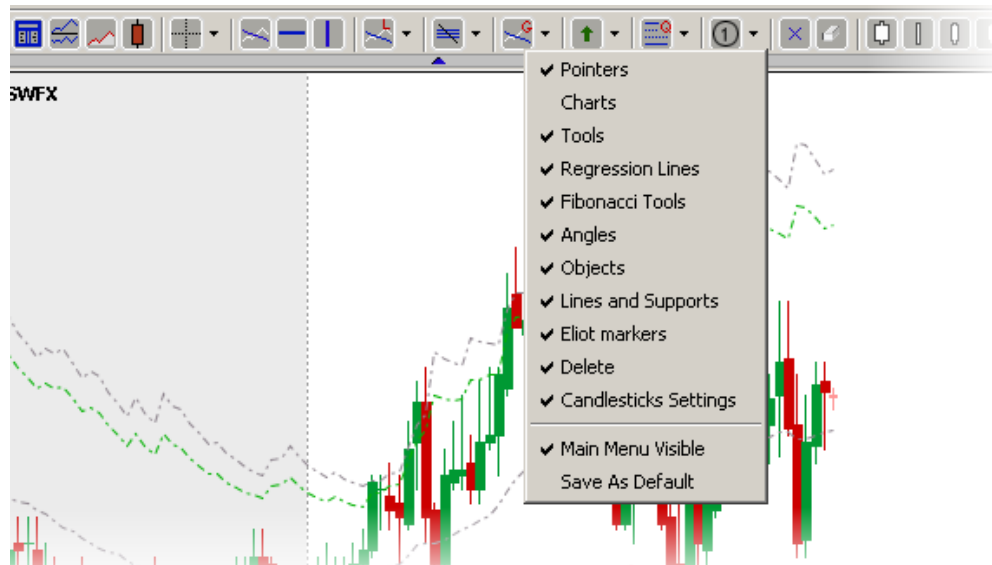 L
G
Q
1
SWFX
Pointers
Charts
Tools
Regression Lines
Fibonacci Tools
Angles
Objects
Lines and Supports
Eliot markers
Delete
Candlesticks Settings
Main Menu Visible
Save As Default